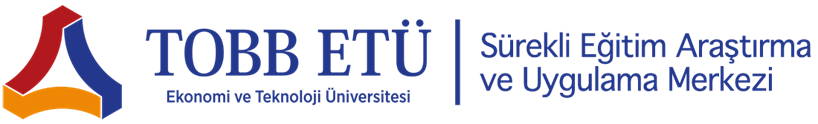 TOBB ETÜ
Ekonomi ve Teknoloji Üniversitesi
Sürekli Eğitim Araştırma
ve Uygulama Merkezi